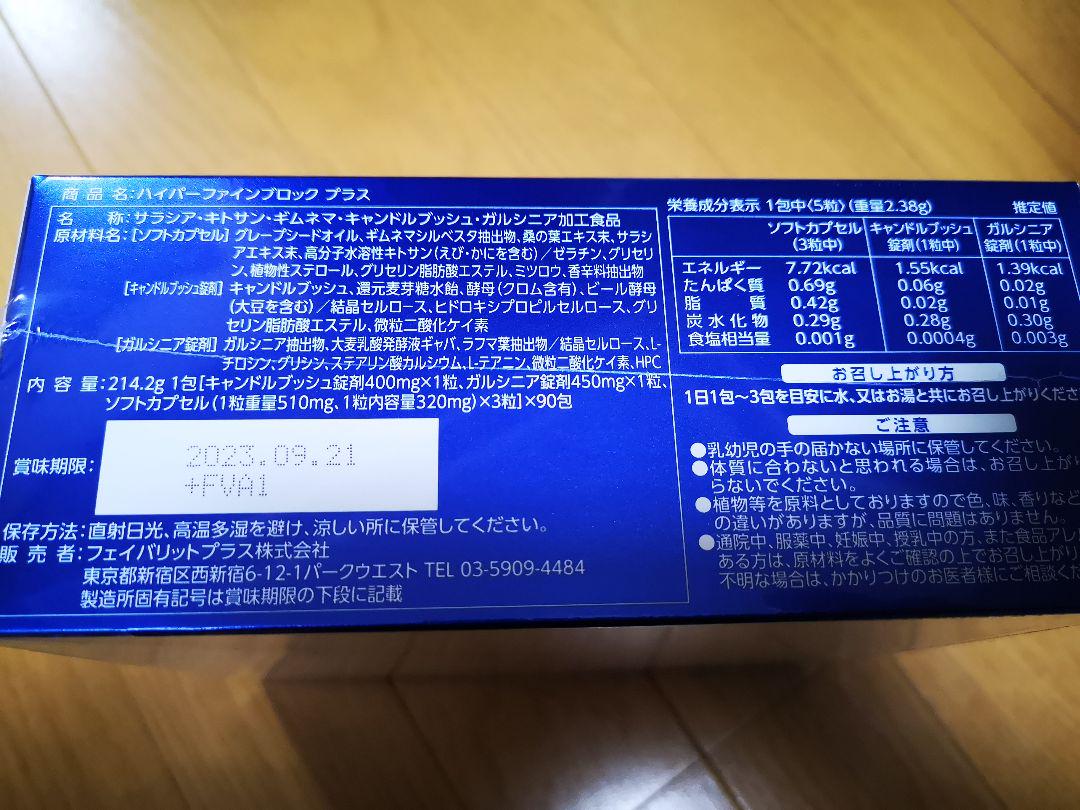 商品名:ハイパーファインブロック プラス
名　称:サラシア・キトサン・ギムネマ・キャンドルブッシュ・ガルシニア加工食品
原材料名:[ソフトカプセル] グレープシードオイル、ギムネマシルベスタ抽出物、桑の葉エキス末、サラシ
アエキス末、高分子水溶性キトサン(えび・かにを含む)/ゼラチン、グリセリ
ン、植物性ステロール、グリセリン脂肪酸エステル、ミツロウ、香辛料抽出物
[キャンドルブッシュ錠剤] キャンドルブッシュ、還元麦芽糖水飴、酵母(クロム含有)、ビール酵母
(大豆を含む)/結晶セルロース、ヒドロキシプロピルセルロース、グリ
セリン脂肪酸エステル、微粒二酸化ケイ素
[ガルシニア錠剤] ガルシニア抽出物、大麦乳酸発酵液ギャバ、ラフマ葉抽出物/結晶セルロース、L-
チロシン、グリシン、ステアリン酸カルシウム、L-テアニン、微粒二酸化ケイ素、HPC
内容量:214.2g 1包[キャンドルブッシュ錠剤400mg×1粒、ガルシニア錠剤450mg×1粒、
ソフトカプセル(1粒重量510mg、1粒内容量320mg)×3粒]×90包
賞味期限:
2023.09.21
+FVA1
保存方法:直射日光、高温多湿を避け、涼しい所に保管してください。
販売者:フェイバリットプラス株式会社
東京都新宿区西新宿6-12-1パークウエスト TEL 03-5909-4484
製造所固有記号は賞味期限の下段に記載
栄養成分表示 1包中〈5粒〉(重量2.38g) 推定値
ソフトカプセル キャンドルブッシュ ガルシニア
(3粒中) 錠剤(1粒中) 錠剤(1粒中)
エネルギー 7.72kcal 1.55kcal 1.39kcal
たんぱく質 0.69g 0.06g 0.02g
脂質 0.42g 0.02g 0.01g
炭水化物 0.29g 0.28g 0.30g
食塩相当量 0.001g 0.0004g 0.003g
お召し上がり方
1日1包〜3包を目安に水、又はお湯と共にお召し上がりくださ
ご注意
●乳幼児の手の届かない場所に保管してください。
●体質に合わないと思われる場合は、お召し上がり
らないでください。
●植物等を原料としておりますので色、味、香りなど
の違いがありますが、品質に問題はありません。
●通院中、服薬中、妊娠中、授乳中の方、また食品アレ
ある方は、原材料をよくご確認の上でお召し上がり
不明な場合は、かかりつけのお医者様にご相談くだ